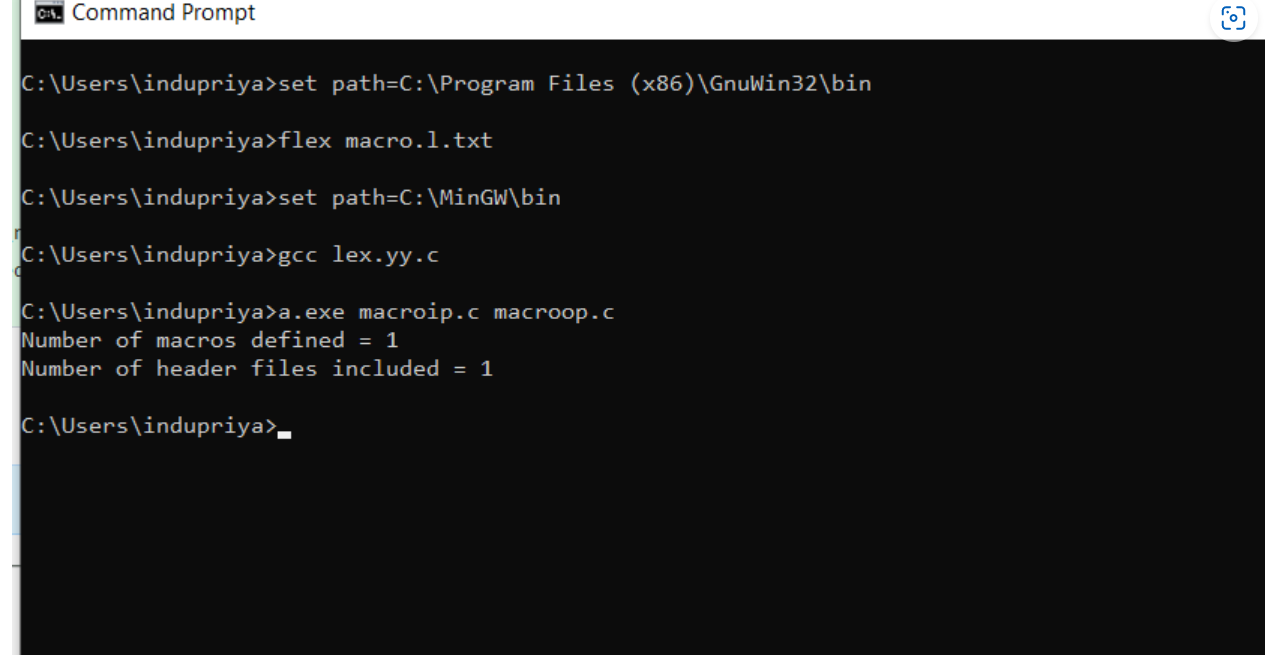 Command Prompt
C:\Users\indupriya>set path=C:\Program Files (x86)\GnuWin32\bin
C:\Users\indupriya>flex macro.l.txt
C:\Users\indupriya>set path=C:\MinGW\bin
C:\Users\indupriya>gcc lex.yy.c
C:\Users\indupriya>a.exe macroip.c macroop.c
Number of macros defined = 1
Number of header files included = 1
C:\Users\indupriya>